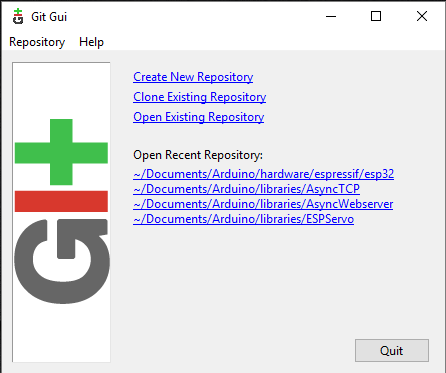 Git Gui
Repository Help
Create New Repository
Clone Existing Repository
Open Existing Repository
Open Recent Repository:
~/Documents/Arduino/hardware/espressif/esp32
~/Documents/Arduino/libraries/AsyncTCP
~/Documents/Arduino/libraries/AsyncWebserver
~/Documents/Arduino/libraries/ESPServo
Quit